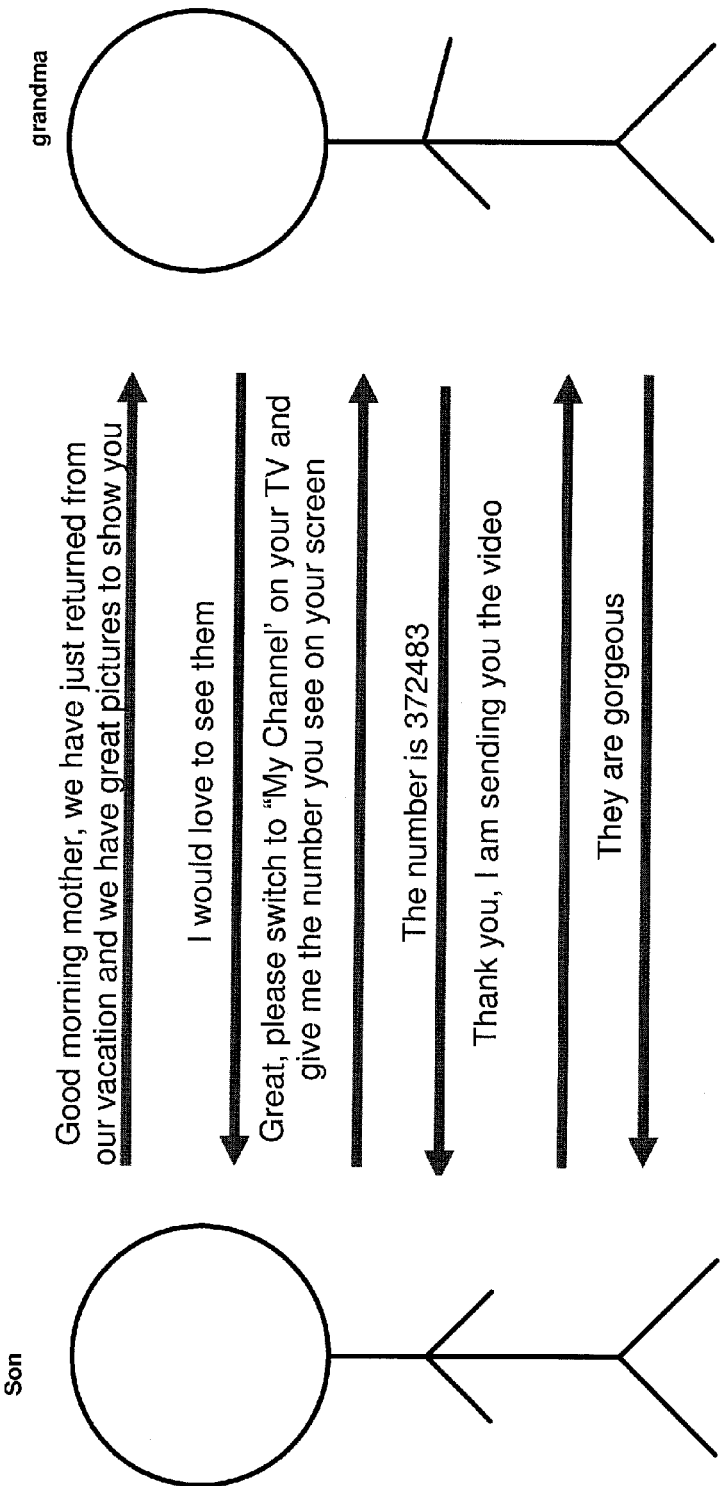 Son
grandma
Good morning mother, we have just returned from
our vacation and we have great pictures to show you
I would love to see them
Great, please switch to “My Channel’ on your TV and
give me the number you see on your screen
The number is 372483
Thank you, I am sending you the video
They are gorgeous